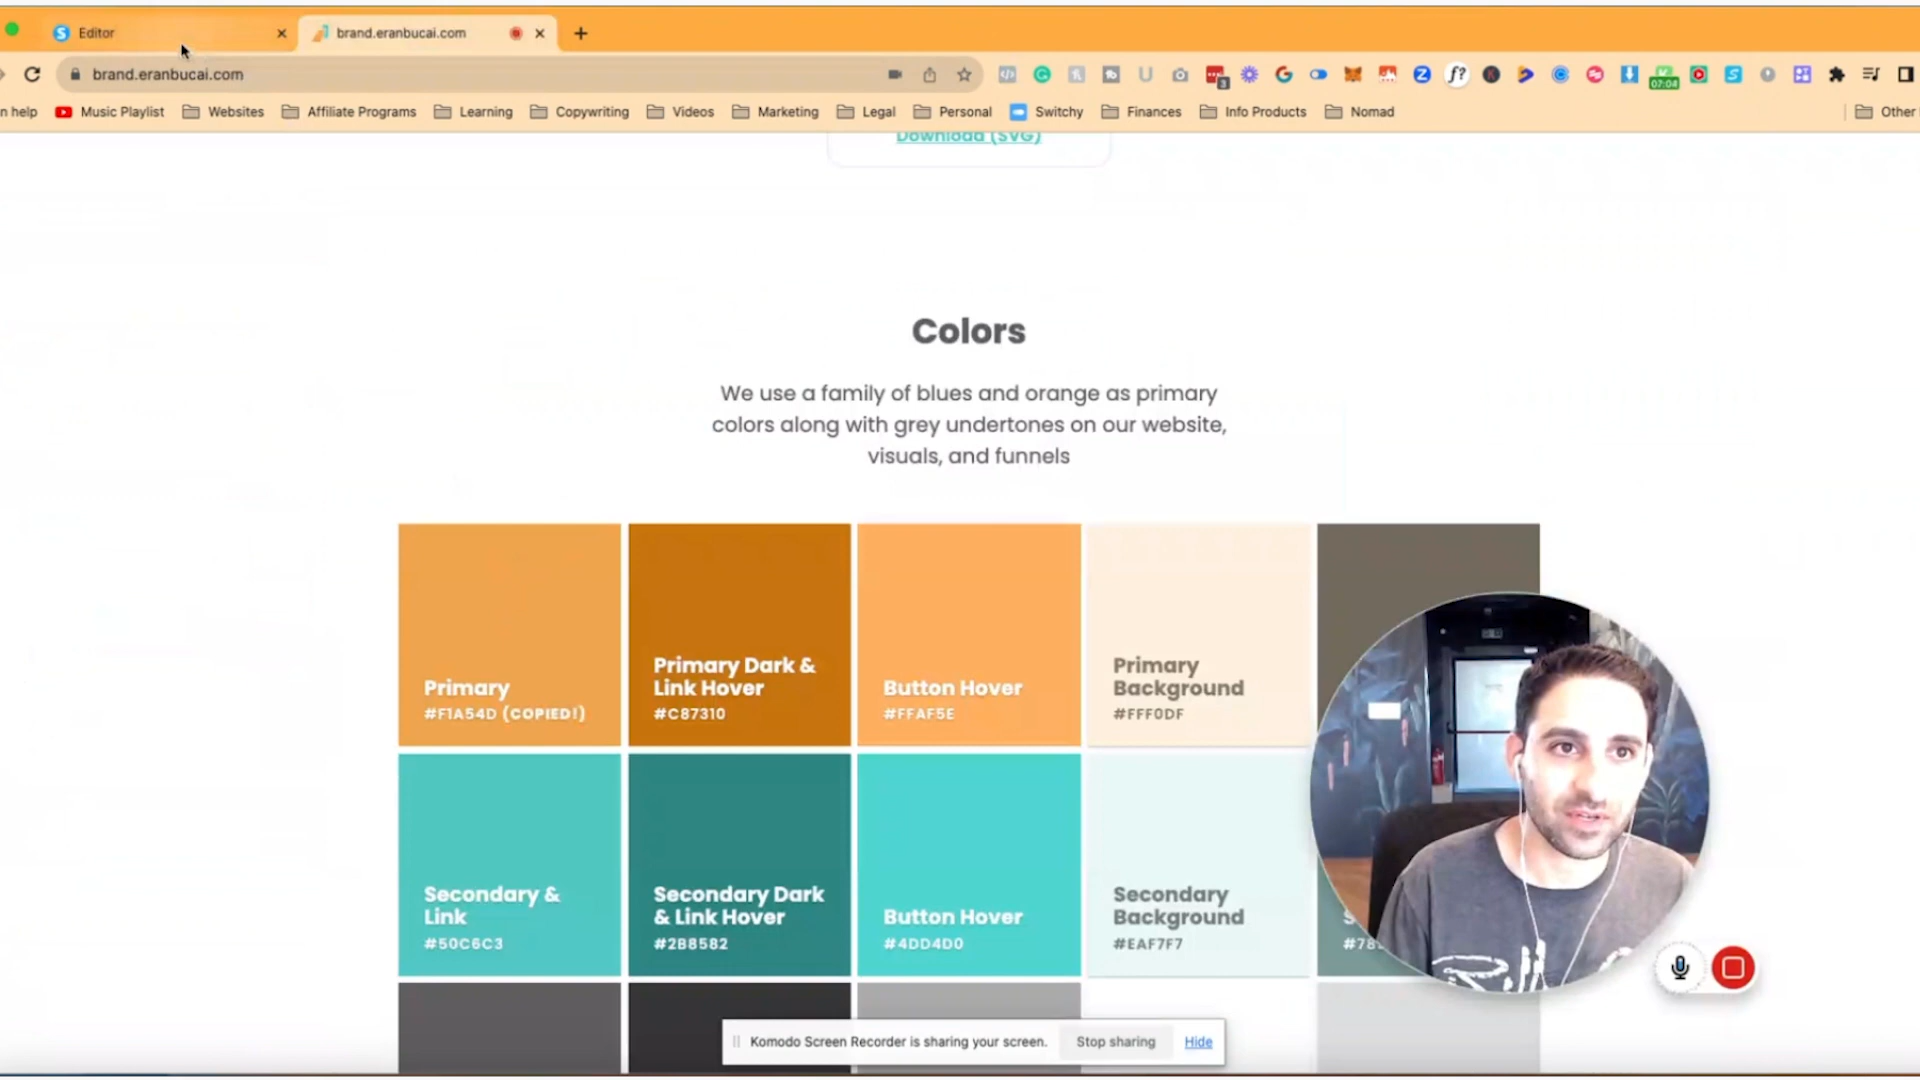 Editor
brand.eranbucai.com
brand.eranbucai.com
07:04
3
n help
Music Playlist
Websites
Affiliate Programs
Learning
Copywriting
Videos
Marketing
Legal
Personal
Switchy
Finances
Info Products
Nomad
Other
Download (SVG)
Colors
We use a family of blues and orange as primary
colors along with grey undertones on our website,
visuals, and funnels
Primary
#F1A54D (COPIED!)
Primary Dark &
Link Hover
#C87310
Button Hover
#FFAF5E
Primary
Background
#FFF0DF
Secondary &
Link
#50C6C3
Secondary Dark
& Link Hover
#2B8582
Button Hover
#4DD4D0
Secondary
Background
#EAF7F7
Komodo Screen Recorder is sharing your screen.
Stop sharing
Hide